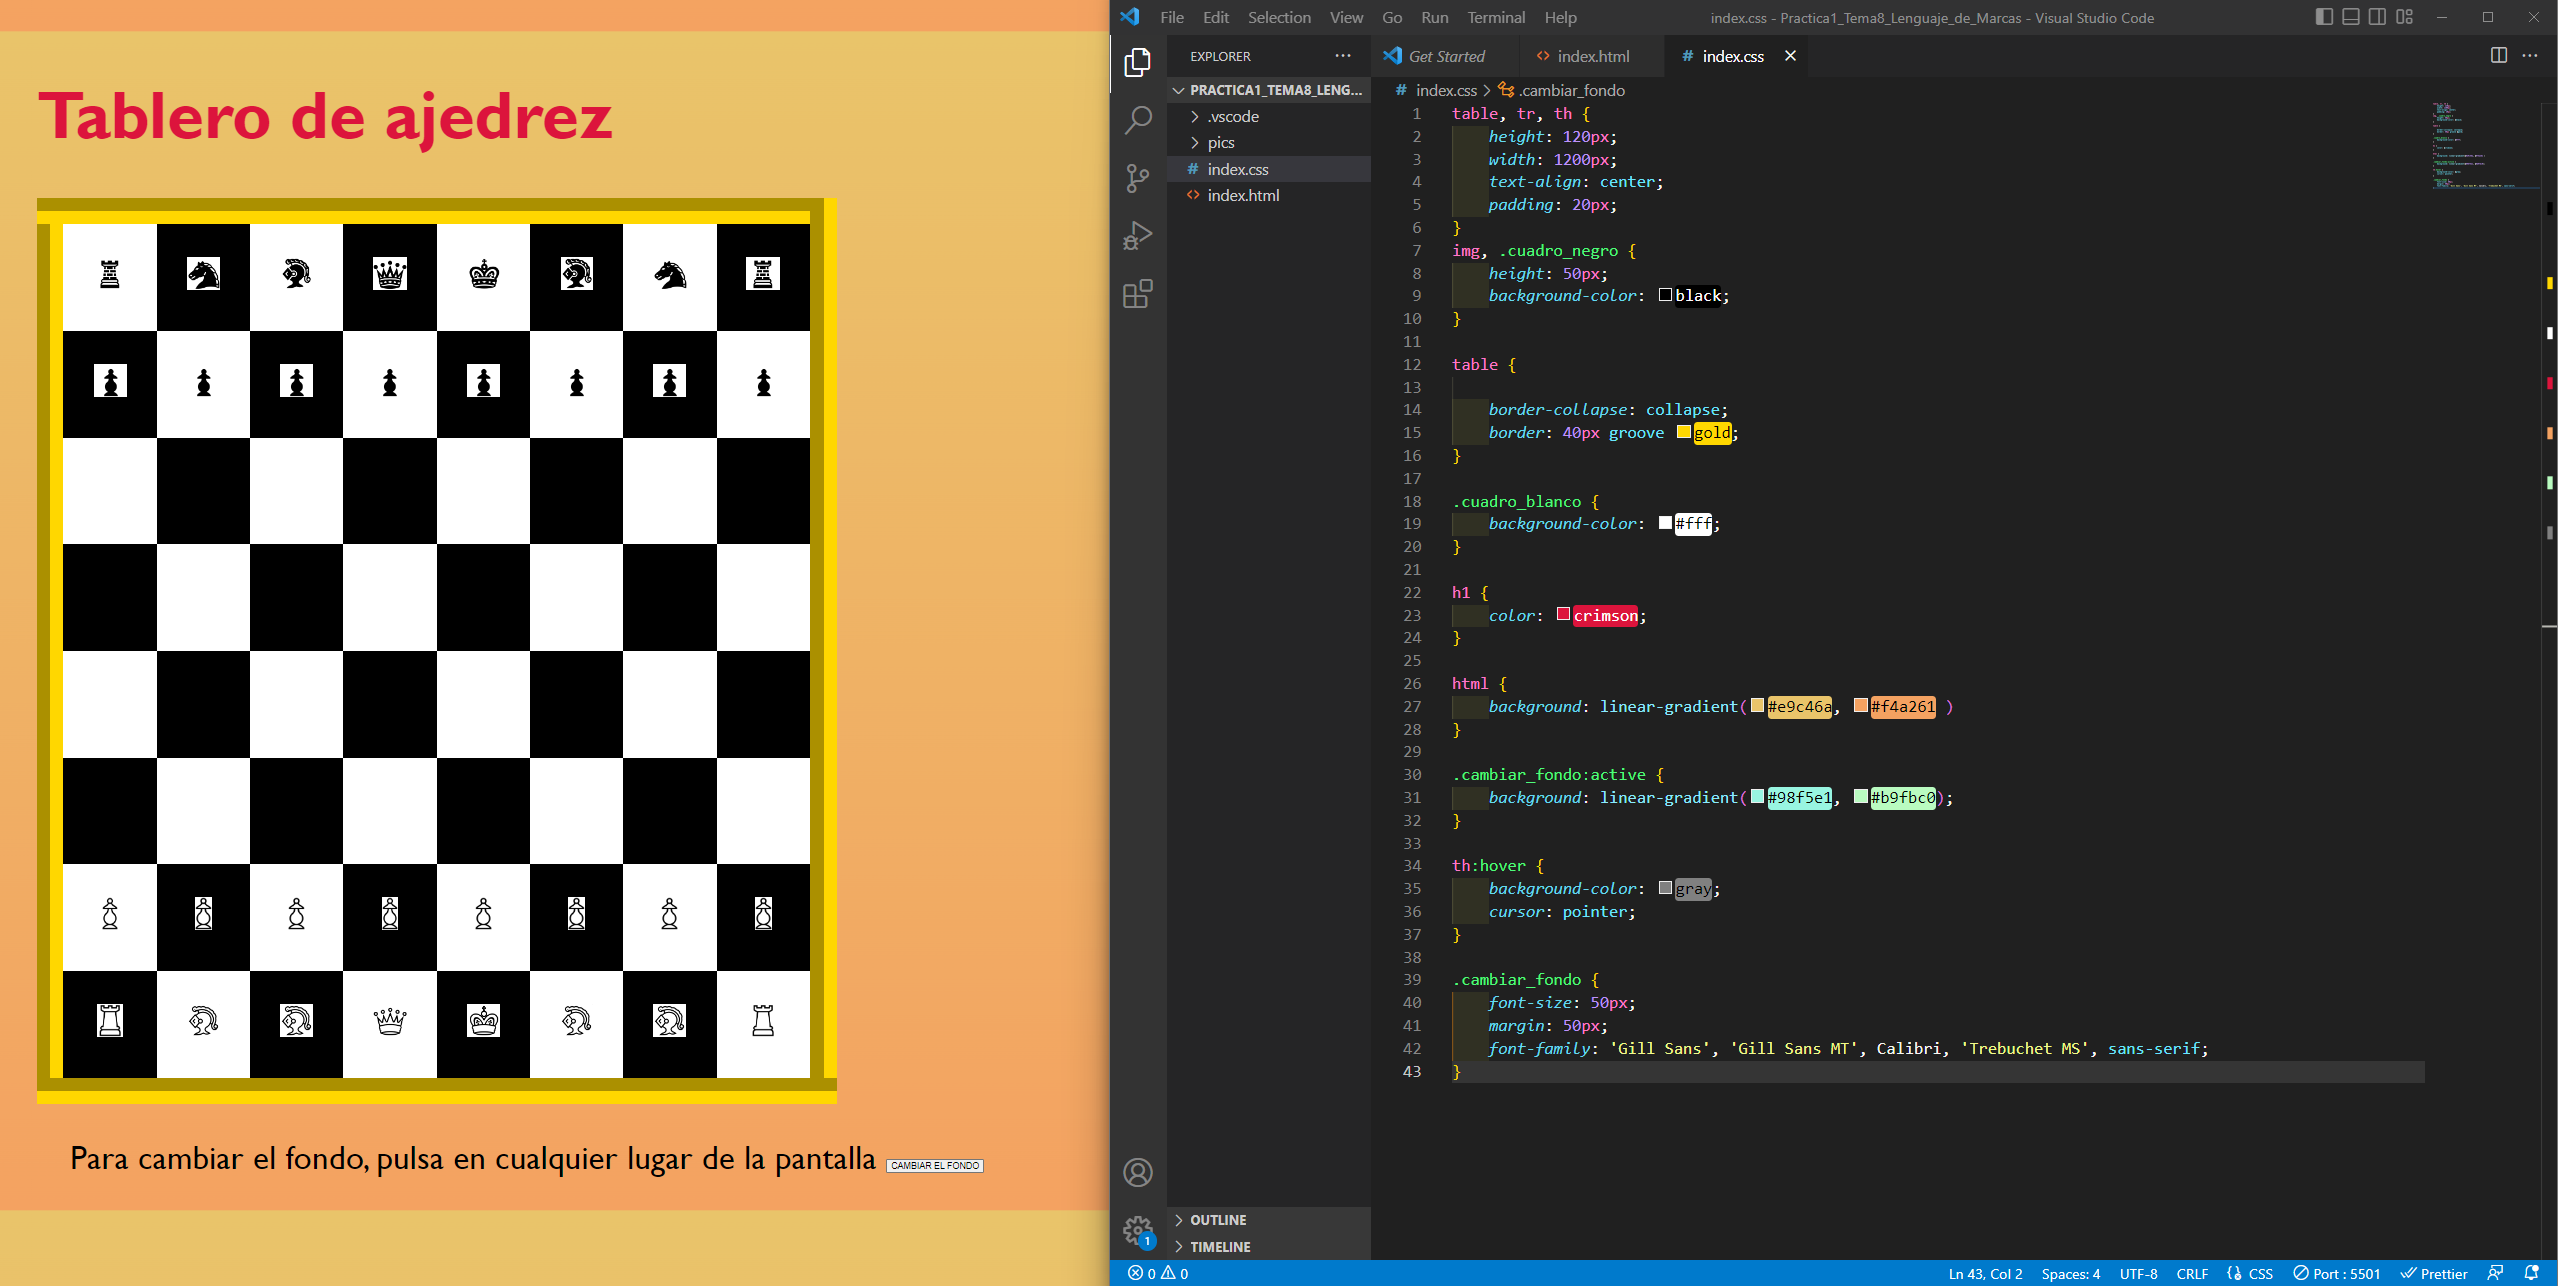 Tablero de ajedrez
Para cambiar el fondo, pulsa en cualquier lugar de la pantalla CAMBIAR EL FONDO
File Edit Selection View Go Run Terminal Help
index.css - Practica1_Tema8_Lenguaje_de_Marcas - Visual Studio Code
EXPLORER
PRACTICA1_TEMA8_LENG...
.vscode
pics
index.css
index.html
OUTLINE
TIMELINE
Get Started index.html index.css
index.css > .cambiar_fondo
1 table, tr, th {
2 height: 120px;
3 width: 1200px;
4 text-align: center;
5 padding: 20px;
6 }
7 img, .cuadro_negro {
8 height: 50px;
9 background-color: black;
10 }
11
12 table {
13
14 border-collapse: collapse;
15 border: 40px groove gold;
16 }
17
18 .cuadro_blanco {
19 background-color: #fff;
20 }
21
22 h1 {
23 color: crimson;
24 }
25
26 html {
27 background: linear-gradient(#e9c46a, #f4a261 )
28 }
29
30 .cambiar_fondo:active {
31 background: linear-gradient(#98f5e1, #b9fbc0);
32 }
33
34 th:hover {
35 background-color: gray;
36 cursor: pointer;
37 }
38
39 .cambiar_fondo {
40 font-size: 50px;
41 margin: 50px;
42 font-family: 'Gill Sans', 'Gill Sans MT', Calibri, 'Trebuchet MS', sans-serif;
43 }
1
0 0
Ln 43, Col 2 Spaces: 4 UTF-8 CRLF {} CSS Port : 5501 Prettier